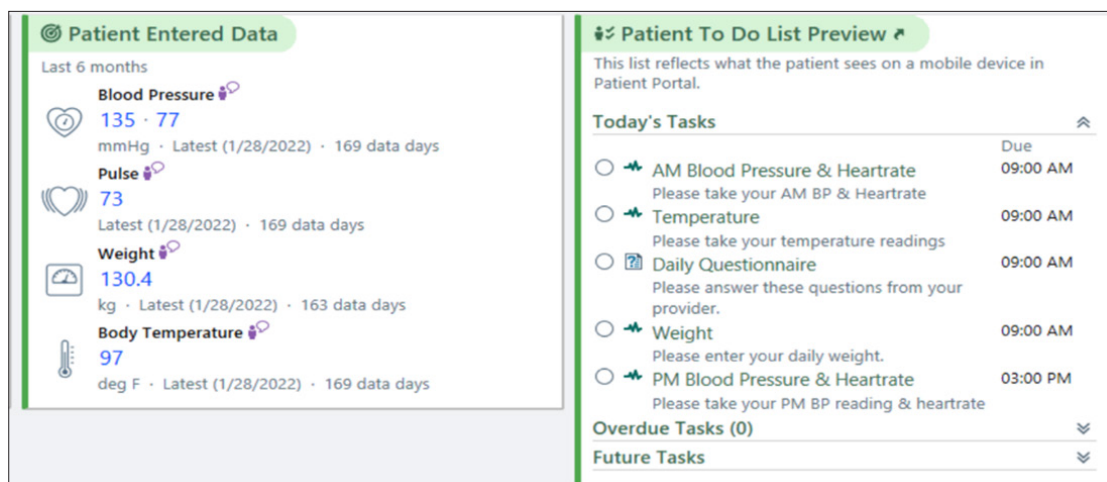 Patient Entered Data
Last 6 months
Blood Pressure
135 · 77
mmHg · Latest (1/28/2022) · 169 data days
Pulse
73
Latest (1/28/2022) · 169 data days
Weight
130.4
kg · Latest (1/28/2022) · 163 data days
Body Temperature
97
deg F · Latest (1/28/2022) · 169 data days
Patient To Do List Preview
This list reflects what the patient sees on a mobile device in
Patient Portal.
Today's Tasks
Due
AM Blood Pressure & Heartrate 09:00 AM
Please take your AM BP & Heartrate
Temperature 09:00 AM
Please take your temperature readings
Daily Questionnaire 09:00 AM
Please answer these questions from your
provider.
Weight 09:00 AM
Please enter your daily weight.
PM Blood Pressure & Heartrate 03:00 PM
Please take your PM BP reading & heartrate
Overdue Tasks (0)
Future Tasks